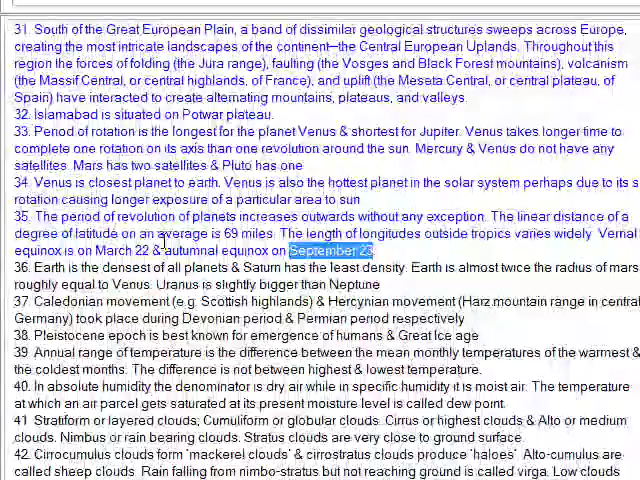 31. South of the Great European Plain, a band of dissimilar geological structures sweeps across Europe,
creating the most intricate landscapes of the continent—the Central European Uplands. Throughout this
region the forces of folding (the Jura range), faulting (the Vosges and Black Forest mountains), volcanism
(the Massif Central, or central highlands, of France), and uplift (the Meseta Central, or central plateau, of
Spain) have interacted to create alternating mountains, plateaus, and valleys.
32. Islamabad is situated on Potwar plateau.
33. Period of rotation is the longest for the planet Venus & shortest for Jupiter. Venus takes longer time to
complete one rotation on its axis than one revolution around the sun. Mercury & Venus do not have any
satellites. Mars has two satellites & Pluto has one
34. Venus is closest planet to earth. Venus is also the hottest planet in the solar system perhaps due to its s
rotation causing longer exposure of a particular area to sun
35. The period of revolution of planets increases outwards without any exception. The linear distance of a
degree of latitude on an average is 69 miles. The length of longitudes outside tropics varies widely. Vernal
equinox is on March 22 & autumnal equinox on September 23
36. Earth is the densest of all planets & Saturn has the least density. Earth is almost twice the radius of mars
roughly equal to Venus. Uranus is slightly bigger than Neptune
37. Caledonian movement (e.g. Scottish highlands) & Hercynian movement (Harz mountain range in central
Germany) took place during Devonian period & Permian period respectively
38. Pleistocene epoch is best known for emergence of humans & Great Ice age
39. Annual range of temperature is the difference between the mean monthly temperatures of the warmest &
the coldest months. The difference is not between highest & lowest temperature.
40. In absolute humidity the denominator is dry air while in specific humidity it is moist air. The temperature
at which an air parcel gets saturated at its present moisture level is called dew point.
41. Stratiform or layered clouds; Cumuliform or globular clouds. Cirrus or highest clouds & Alto or medium
clouds. Nimbus or rain bearing clouds. Stratus clouds are very close to ground surface.
42. Cirrocumulus clouds form 'mackerel clouds' & cirrostratus clouds produce 'haloes'. Alto-cumulus are
called sheep clouds. Rain falling from nimbo-stratus but not reaching ground is called virga. Low clouds